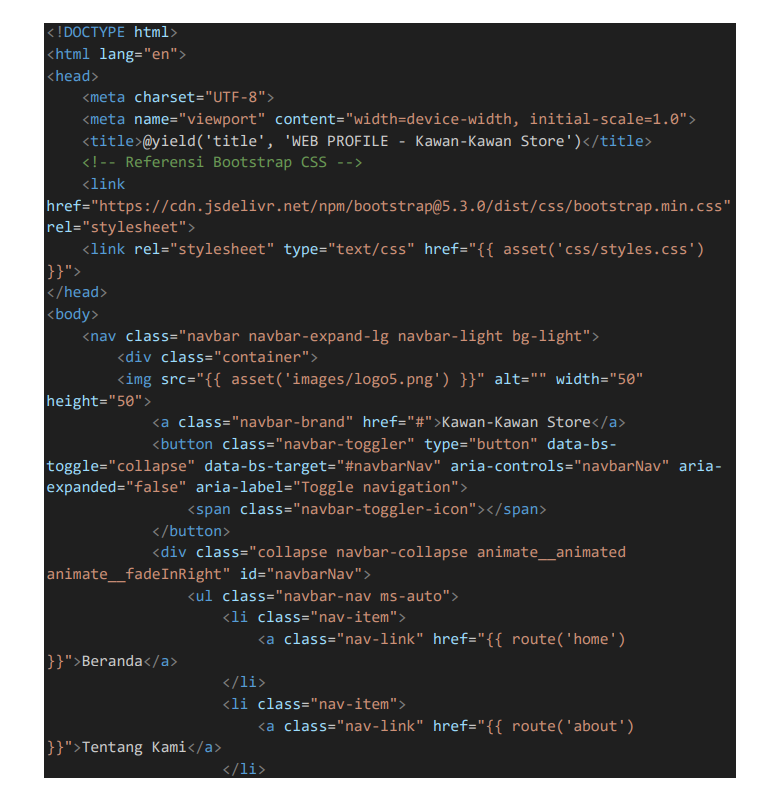 <!DOCTYPE html>
<html lang="en">
<head>
    <meta charset="UTF-8">
    <meta name="viewport" content="width=device-width, initial-scale=1.0">
    <title>@yield('title', 'WEB PROFILE - Kawan-Kawan Store')</title>
    <!-- Referensi Bootstrap CSS -->
    <link
href="https://cdn.jsdelivr.net/npm/bootstrap@5.3.0/dist/css/bootstrap.min.css"
rel="stylesheet">
    <link rel="stylesheet" type="text/css" href="{{ asset('css/styles.css')
}}">
</head>
<body>
    <nav class="navbar navbar-expand-lg navbar-light bg-light">
        <div class="container">
        <img src="{{ asset('images/logo5.png') }}" alt="" width="50"
height="50">
            <a class="navbar-brand" href="#">Kawan-Kawan Store</a>
            <button class="navbar-toggler" type="button" data-bs-
toggle="collapse" data-bs-target="#navbarNav" aria-controls="navbarNav" aria-
expanded="false" aria-label="Toggle navigation">
                <span class="navbar-toggler-icon"></span>
            </button>
            <div class="collapse navbar-collapse animate__animated
animate__fadeInRight" id="navbarNav">
                <ul class="navbar-nav ms-auto">
                    <li class="nav-item">
                        <a class="nav-link" href="{{ route('home')
}}">Beranda</a>
                    </li>
                    <li class="nav-item">
                        <a class="nav-link" href="{{ route('about')
}}">Tentang Kami</a>
                    </li>